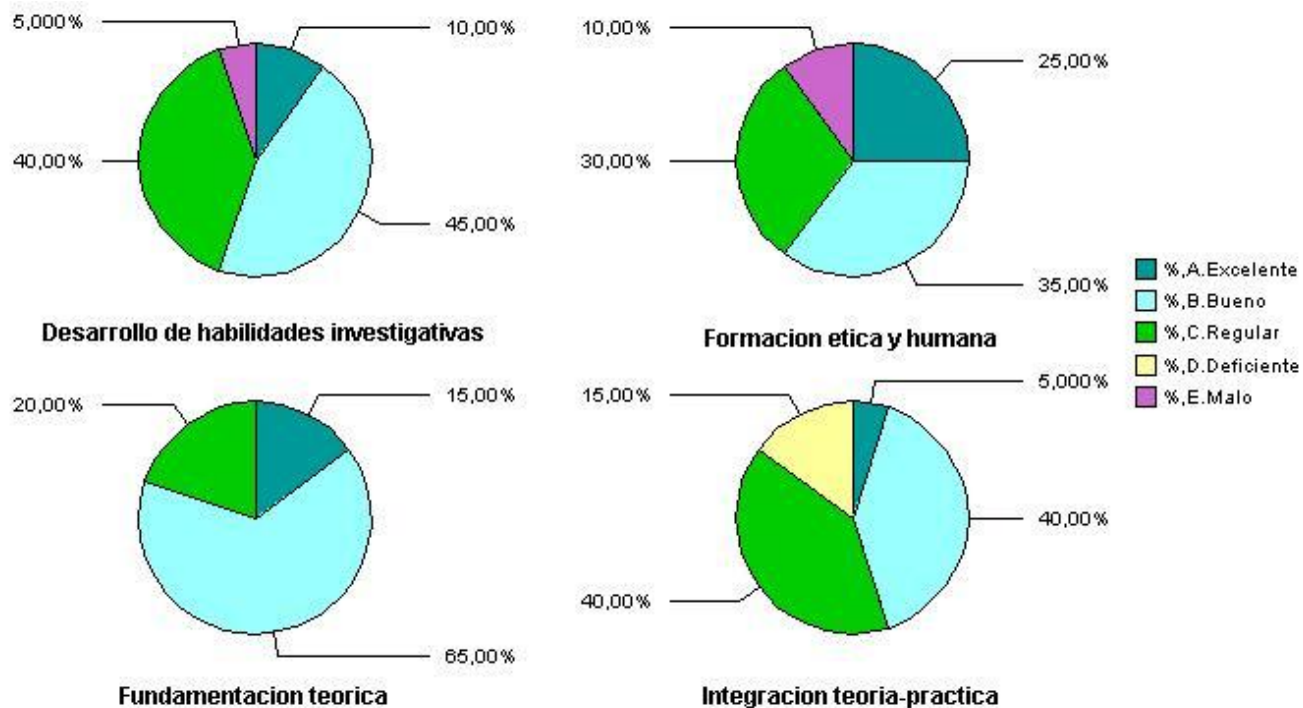 5,000%
10,00%
40,00%
45,00%
Desarrollo de habilidades investigativas
10,00%
25,00%
30,00%
35,00%
Formacion etica y humana
%,A.Excelente
%,B.Bueno
%,C.Regular
%,D.Deficiente
%,E.Malo
20,00%
15,00%
65,00%
Fundamentacion teorica
15,00%
5,000%
40,00%
40,00%
Integracion teoria-practica